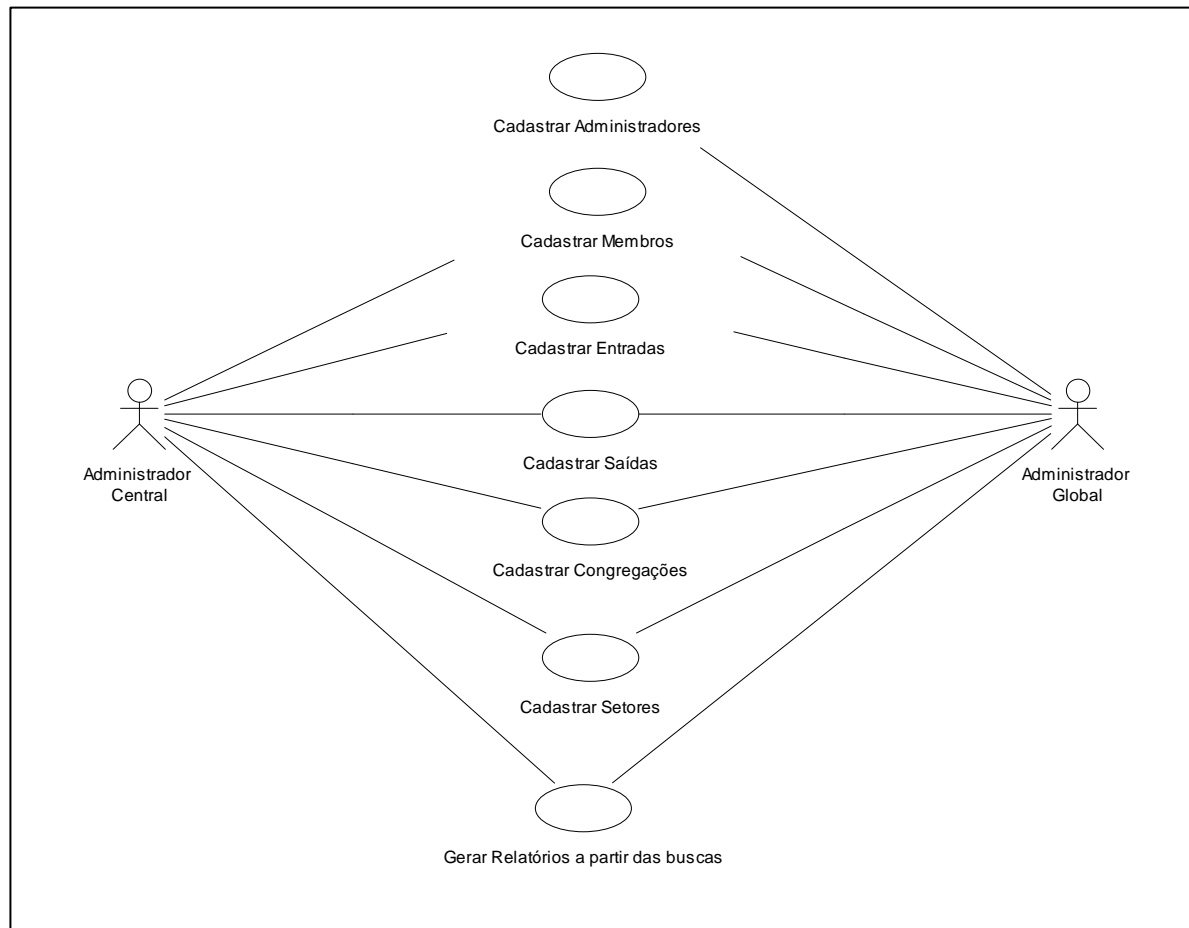 Cadastrar Administradores
Cadastrar Membros
Cadastrar Entradas
Cadastrar Saídas
Administrador
Central
Administrador
Global
Cadastrar Congregações
Cadastrar Setores
Gerar Relatórios a partir das buscas